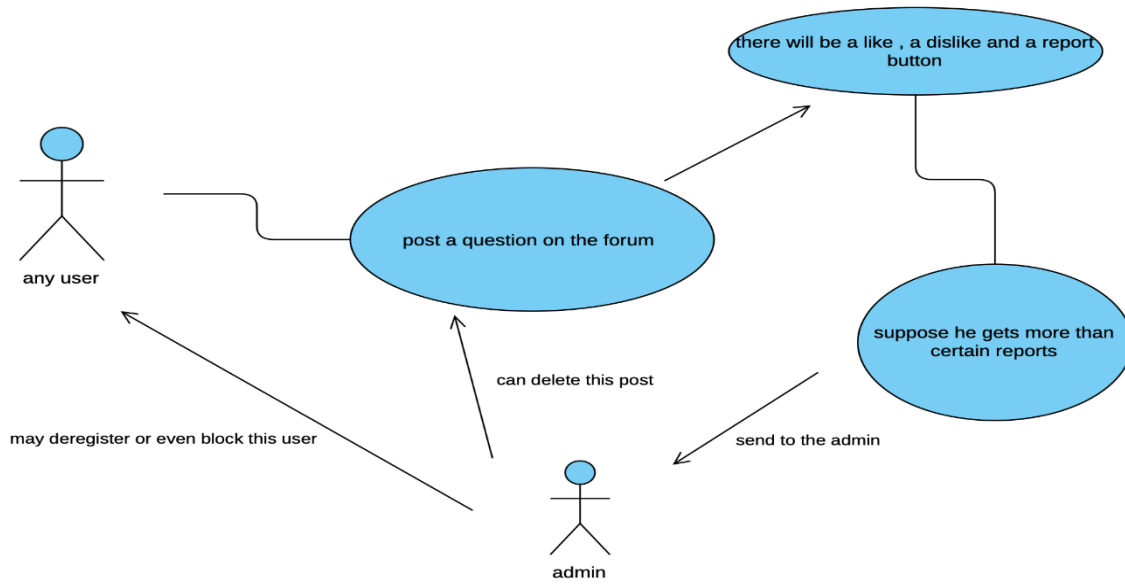 there will be a like , a dislike and a report
button
post a question on the forum
any user
suppose he gets more than
certain reports
can delete this post
may deregister or even block this user
send to the admin
admin